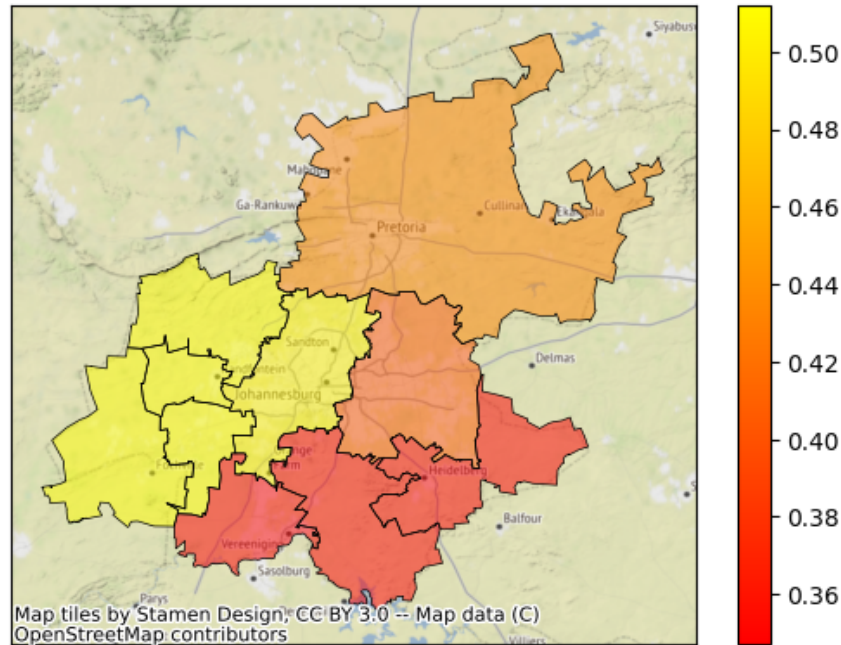 Siyabus
Mabopane
Ga-Rankuwa
Cullinan
Ekangala
Pretoria
Sandton
Delmas
Johannesburg
Orange
Farm
Heidelberg
Balfour
Vereeniging
Sasolburg
Parys
Map tiles by Stamen Design, CC BY 3.0 -- Map data (C)
OpenStreetMap contributors
Villiers
0.50
0.48
0.46
0.44
0.42
0.40
0.38
0.36